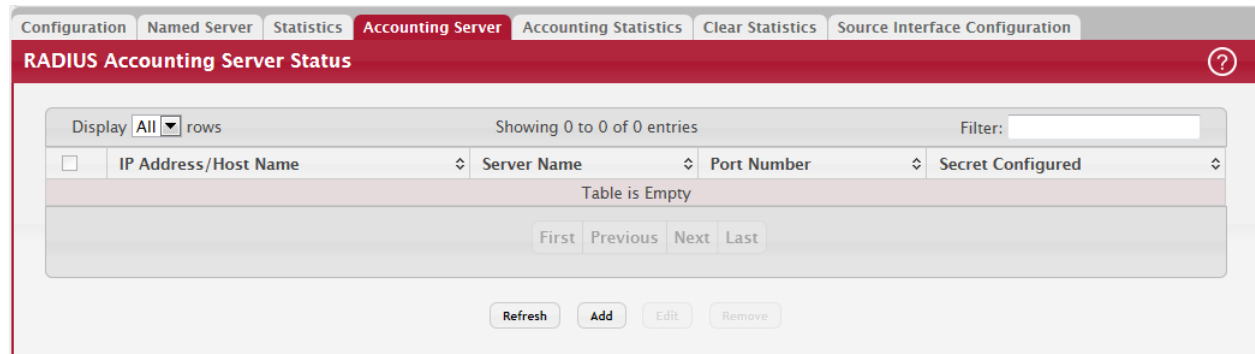 Configuration Named Server Statistics Accounting Server Accounting Statistics Clear Statistics Source Interface Configuration
RADIUS Accounting Server Status ?
Display All rows Showing 0 to 0 of 0 entries Filter:
IP Address/Host Name Server Name Port Number Secret Configured
Table is Empty
First Previous Next Last
Refresh Add Edit Remove